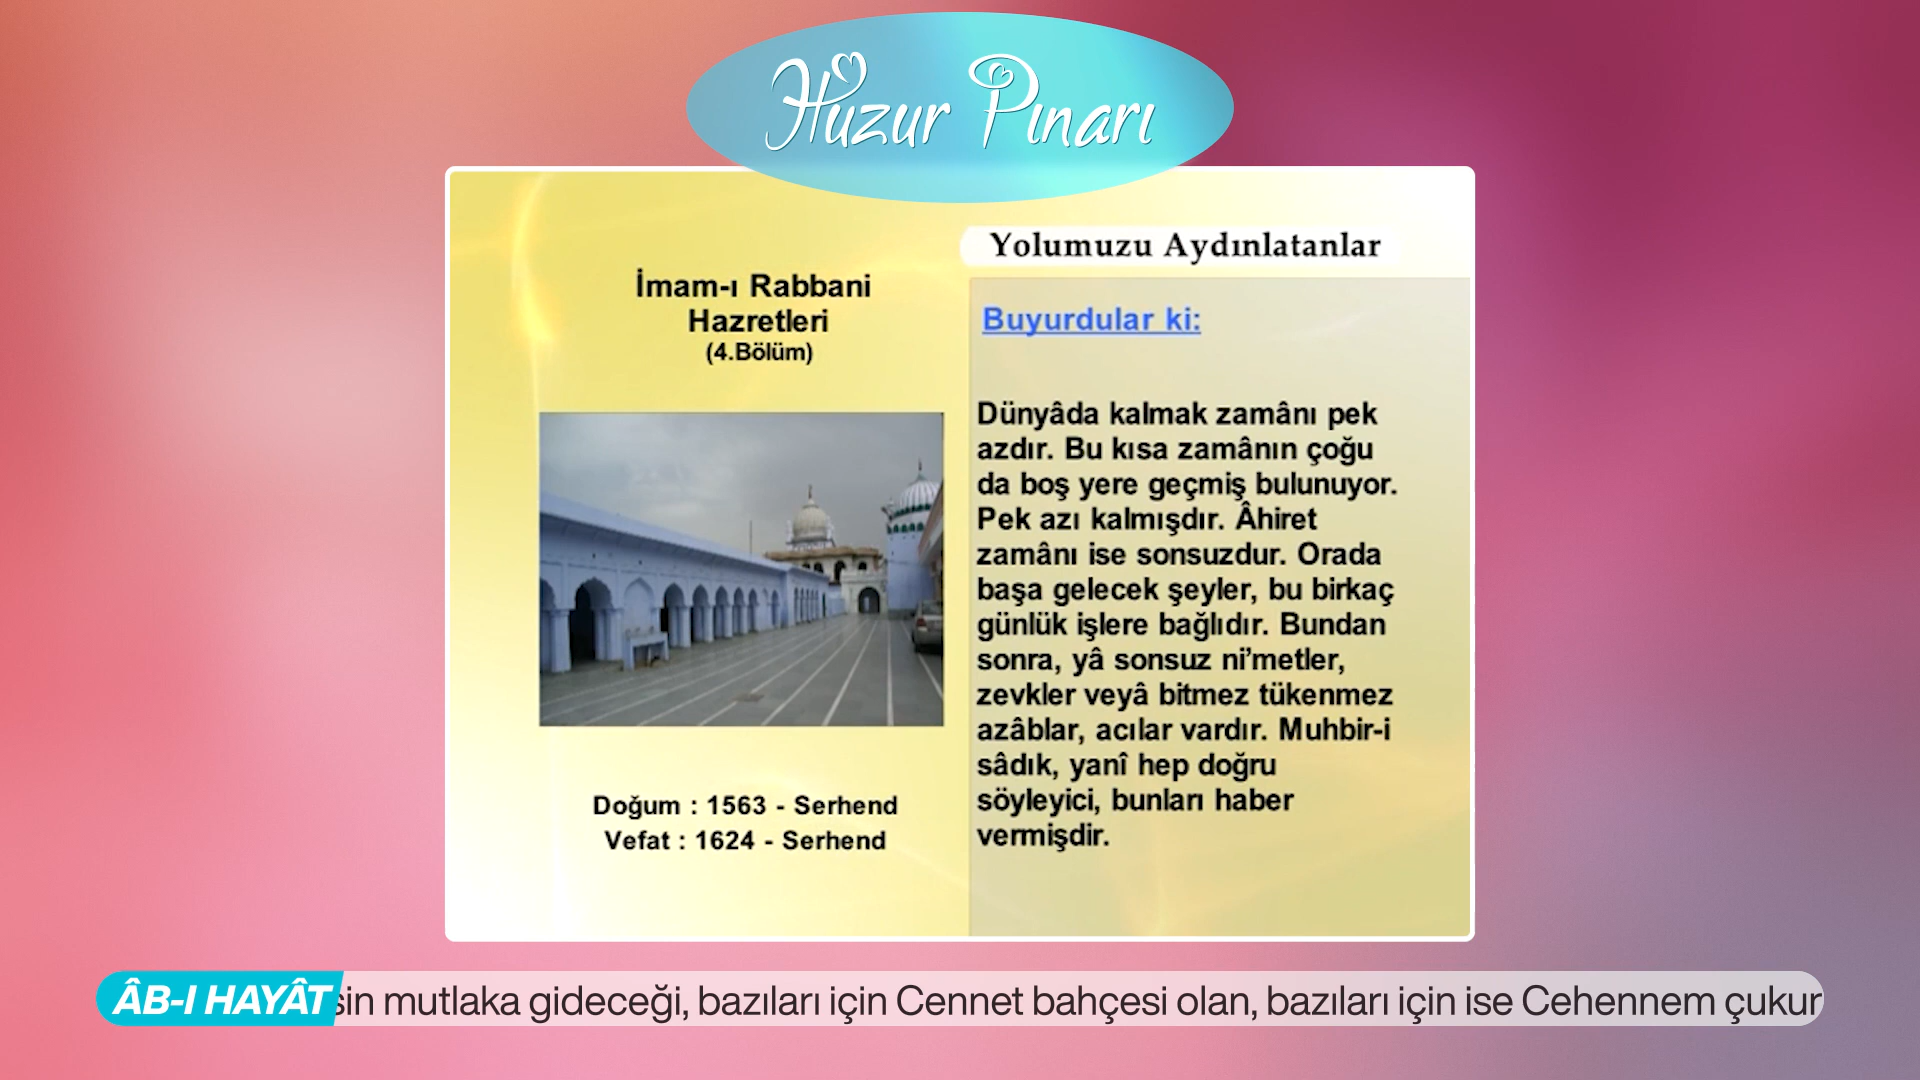 Huzur Pınarı
Yolumuzu Aydınlatanlar
İmam-ı Rabbani
Hazretleri
(4.Bölüm)
Doğum : 1563 - Serhend
Vefat : 1624 - Serhend
Buyurdular ki:
Dünyâda kalmak zamânı pek
azdır. Bu kısa zamânın çoğu
da boş yere geçmiş bulunuyor.
Pek azı kalmışdır. Âhiret
zamânı ise sonsuzdur. Orada
başa gelecek şeyler, bu birkaç
günlük işlere bağlıdır. Bundan
sonra, yâ sonsuz ni’metler,
zevkler veyâ bitmez tükenmez
azâblar, acılar vardır. Muhbir-i
sâdık, yanî hep doğru
söyleyici, bunları haber
vermişdir.
ÂB-I HAYÂT
sin mutlaka gideceği, bazıları için Cennet bahçesi olan, bazıları için ise Cehennem çukur